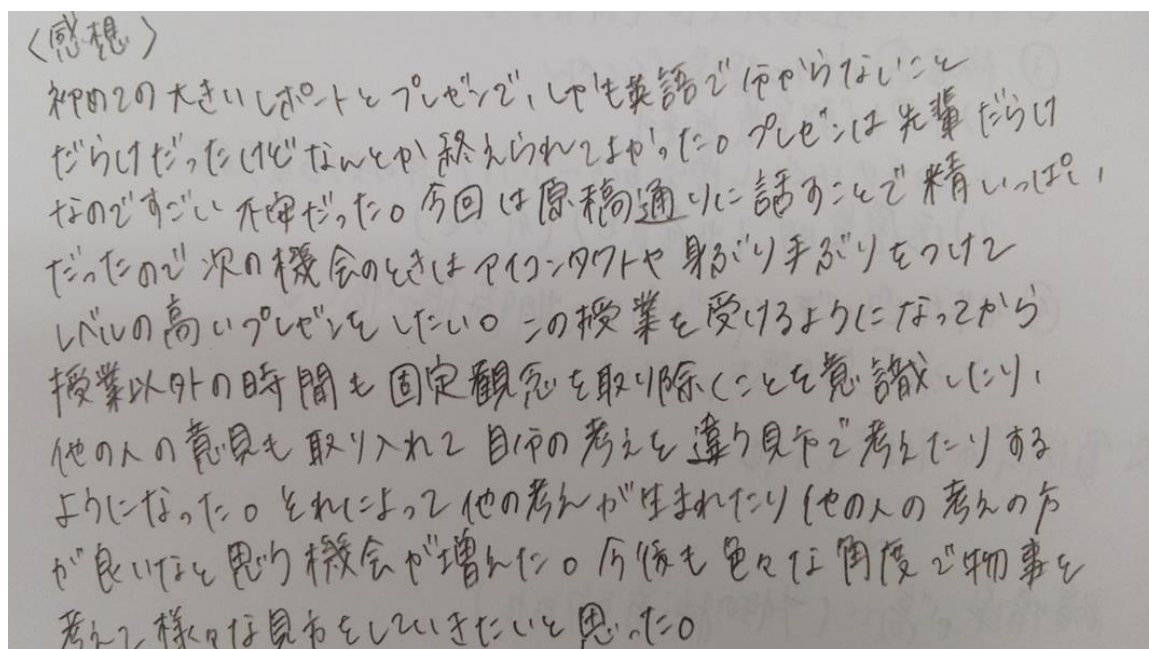 〈感想〉
初めての大きいレポートとプレゼンで、しかも英語で分からないこと
だらけだったけどなんとか終えられてよかった。プレゼンは先輩だらけ
なのですごい不安だった。今回は原稿通りに話すことで精いっぱい
だったので次の機会のときはアイコンタクトや身ぶり手ぶりをつけて
レベルの高いプレゼンをしたい。この授業を受けるようになってから
授業以外の時間も固定観念を取り除くことを意識したり、
他の人の意見も取り入れて自分の考えを違う見方で考えたりする
ようになった。それによって他の考えが生まれたり他の人の考えの方
が良いなと思う機会が増えた。今後も色々な角度で物事を
考えて様々な見方をしていきたいと思った。